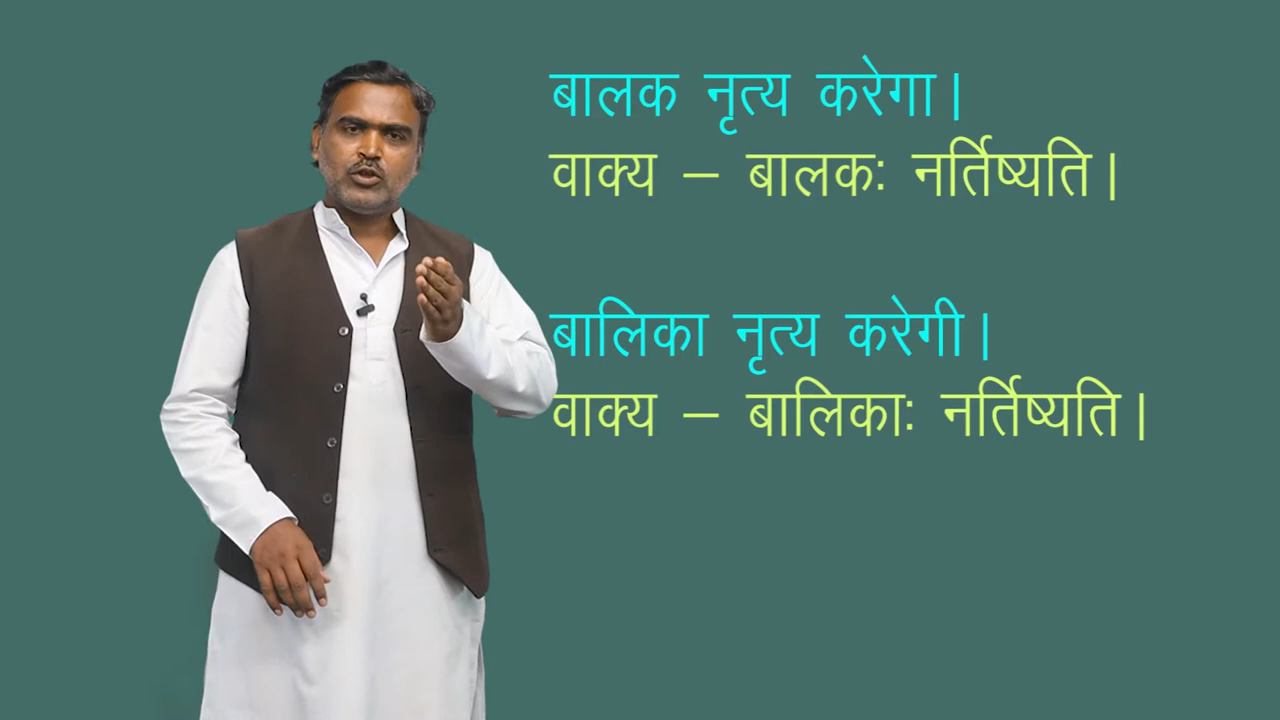 बालक नृत्य करेगा।
वाक्य – बालकः नर्तिष्यति।
बालिका नृत्य करेगी।
वाक्य – बालिकाः नर्तिष्यति।